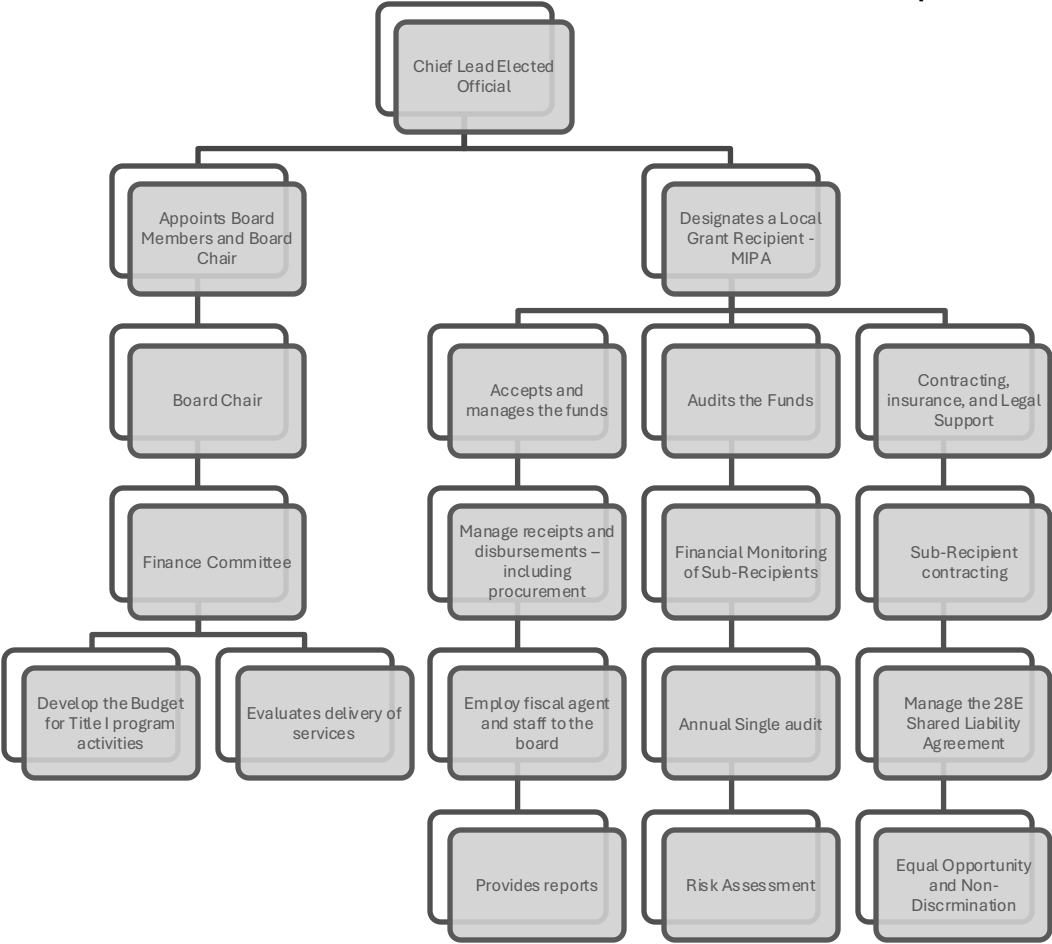 Chief Lead Elected
Official
Appoints Board
Members and Board
Chair
Designates a Local
Grant Recipient -
MIPA
Board Chair
Accepts and
manages the funds
Audits the Funds
Contracting,
insurance, and Legal
Support
Finance Committee
Manage receipts and
disbursements –
including
procurement
Financial Monitoring
of Sub-Recipients
Sub-Recipient
contracting
Develop the Budget
for Title I program
activities
Evaluates delivery of
services
Employ fiscal agent
and staff to the
board
Annual Single audit
Manage the 28E
Shared Liability
Agreement
Provides reports
Risk Assessment
Equal Opportunity
and Non-
Discrmination